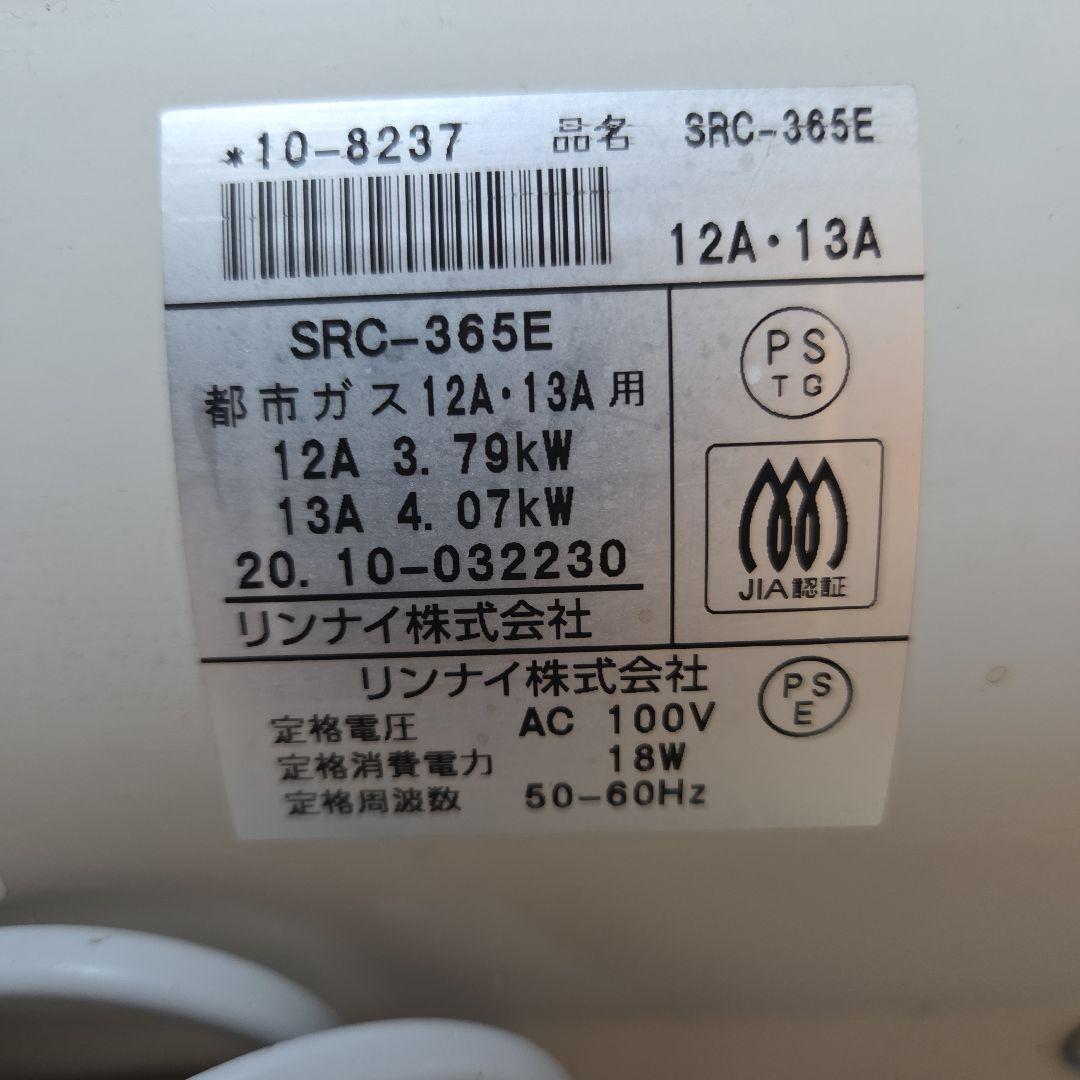 *10-8237 品名 SRC-365E
12A・13A
SRC-365E
都市ガス12A・13A用
12A 3.79kW
13A 4.07kW
20.10-032230
リンナイ株式会社
PS
TG
JIA認証
リンナイ株式会社
定格電圧 AC 100V
定格消費電力 18W
定格周波数 50-60Hz
PS
E